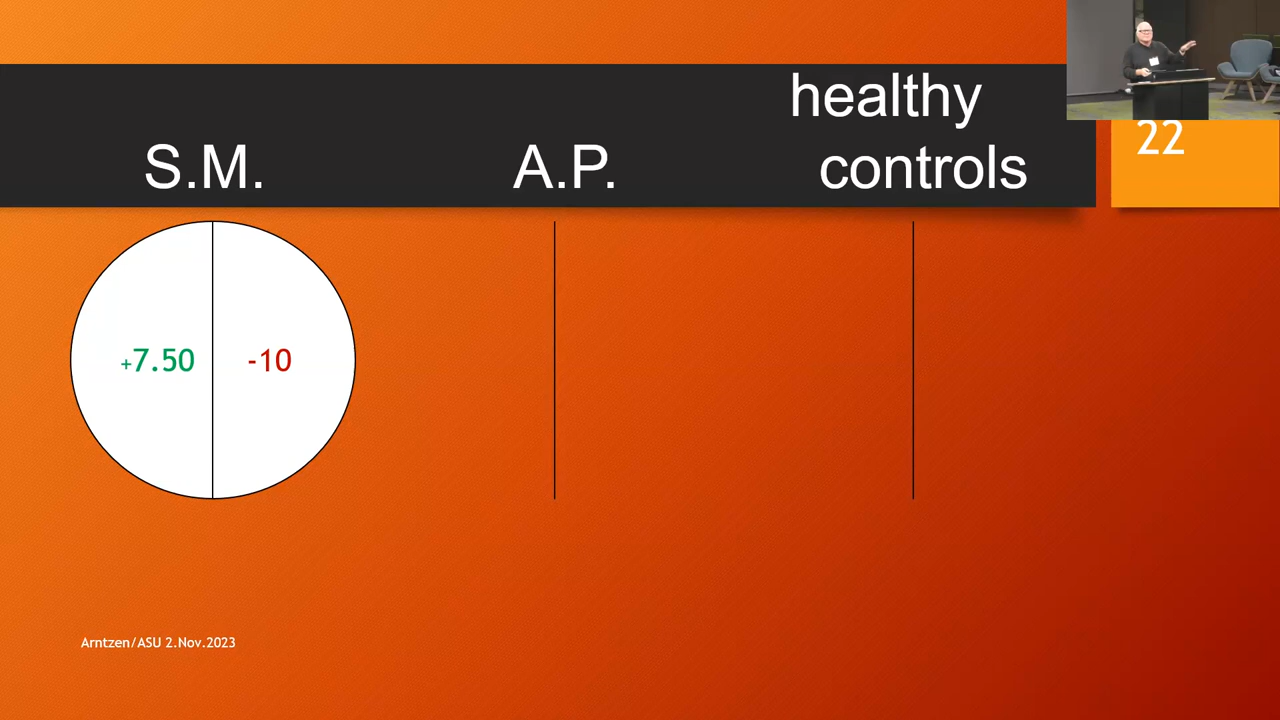 healthy
S.M. A.P. controls
22
+7.50 -10
Arntzen/ASU 2.Nov.2023